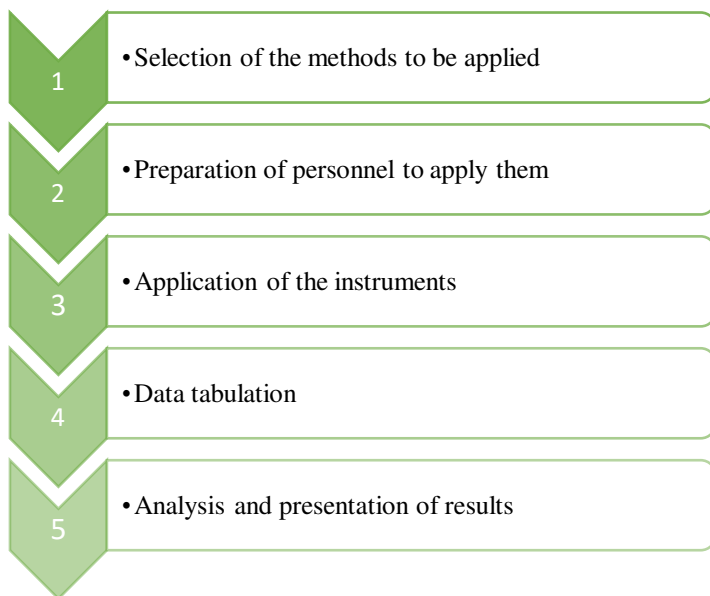 1
•Selection of the methods to be applied
2
•Preparation of personnel to apply them
3
•Application of the instruments
4
•Data tabulation
5
•Analysis and presentation of results